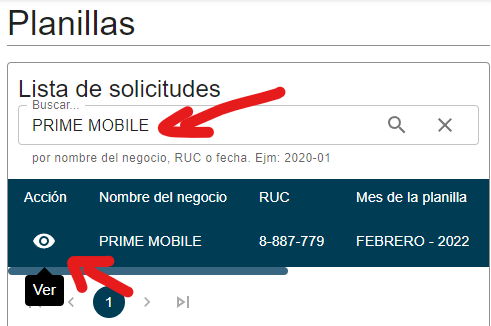 Planillas
Lista de solicitudes
Buscar...
PRIME MOBILE
por nombre del negocio, RUC o fecha. Ejm: 2020-01
Acción Nombre del negocio RUC Mes de la planilla
PRIME MOBILE 8-887-779 FEBRERO - 2022
Ver
1